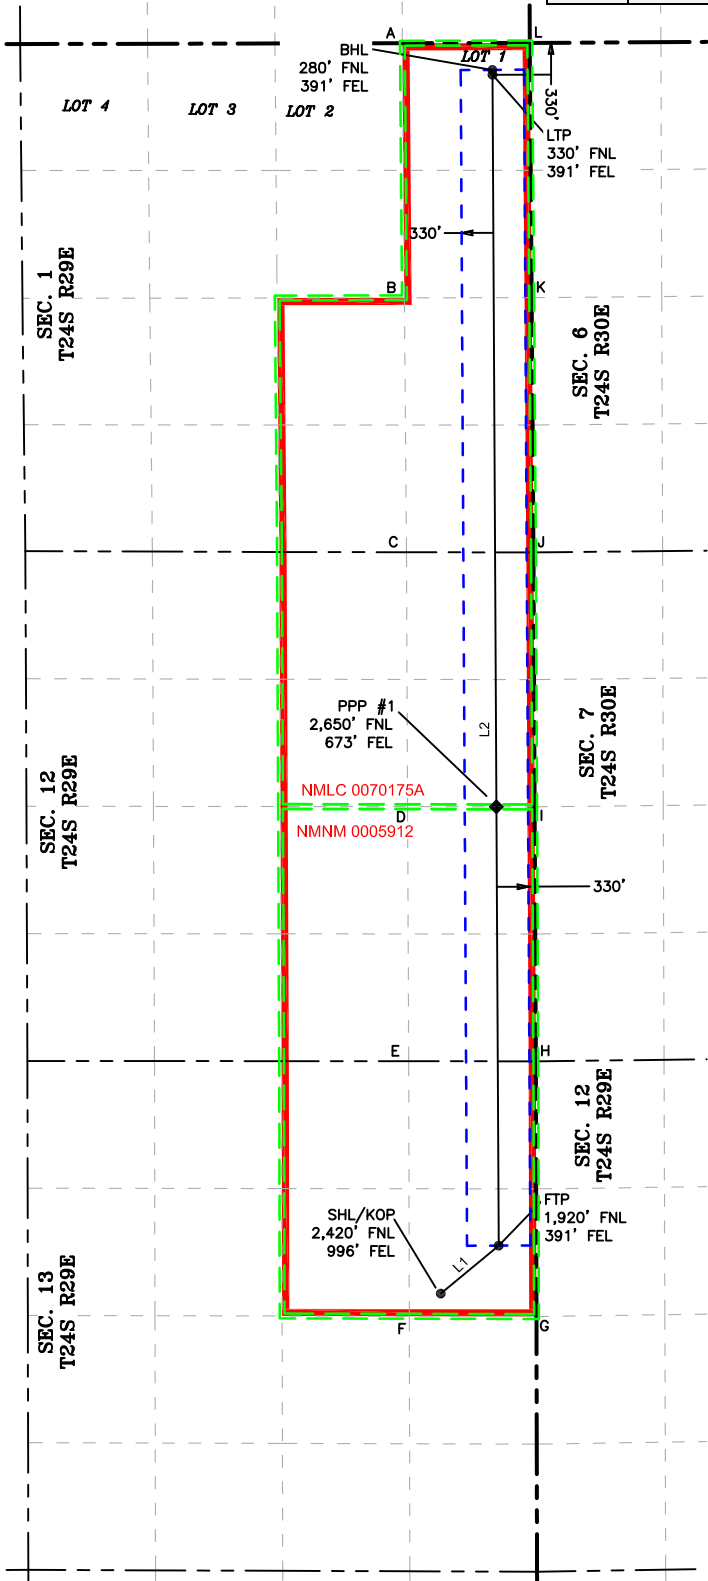 A
L
BHL
280' FNL
391' FEL
LOT 1
330'
LOT 4
LOT 3
LOT 2
LTP
330' FNL
391' FEL
330'
B
K
SEC. 1
T24S R29E
SEC. 6
T24S R30E
C
J
PPP #1
2,650' FNL
673' FEL
L2
SEC. 7
T24S R30E
NMLC 0070175A
D
I
NMNM 0005912
SEC. 12
T24S R29E
330'
E
H
SEC. 12
T24S R29E
FTP
1,920' FNL
391' FEL
SHL/KOP
2,420' FNL
996' FEL
L1
SEC. 13
T24S R29E
F
G